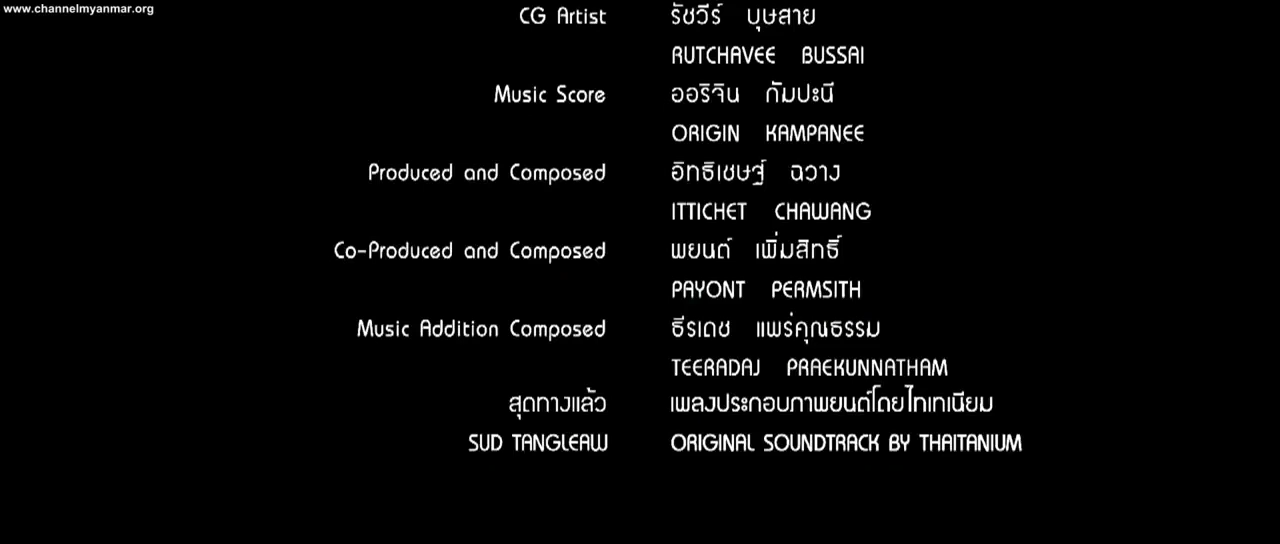 www.channelmyanmar.org
CG Artist รัชวีร์ บุษสาย
RUTCHAVEE BUSSAI
Music Score ออริจิน กัมปะนี
ORIGIN KAMPANEE
Produced and Composed อิทธิเชษฐ์ ฉวาง
ITTICHET CHAWANG
Co-Produced and Composed พยนต์ เพิ่มสิทธิ์
PAYONT PERMSITH
Music Addition Composed ธีรเดช แพร่คุณธรรม
TEERADAJ PRAEKUNNATHAM
สุดทางแล้ว เพลงประกอบภาพยนต์โดยไทเทเนียม
SUD TANGLEAW ORIGINAL SOUNDTRACK BY THAITANIUM